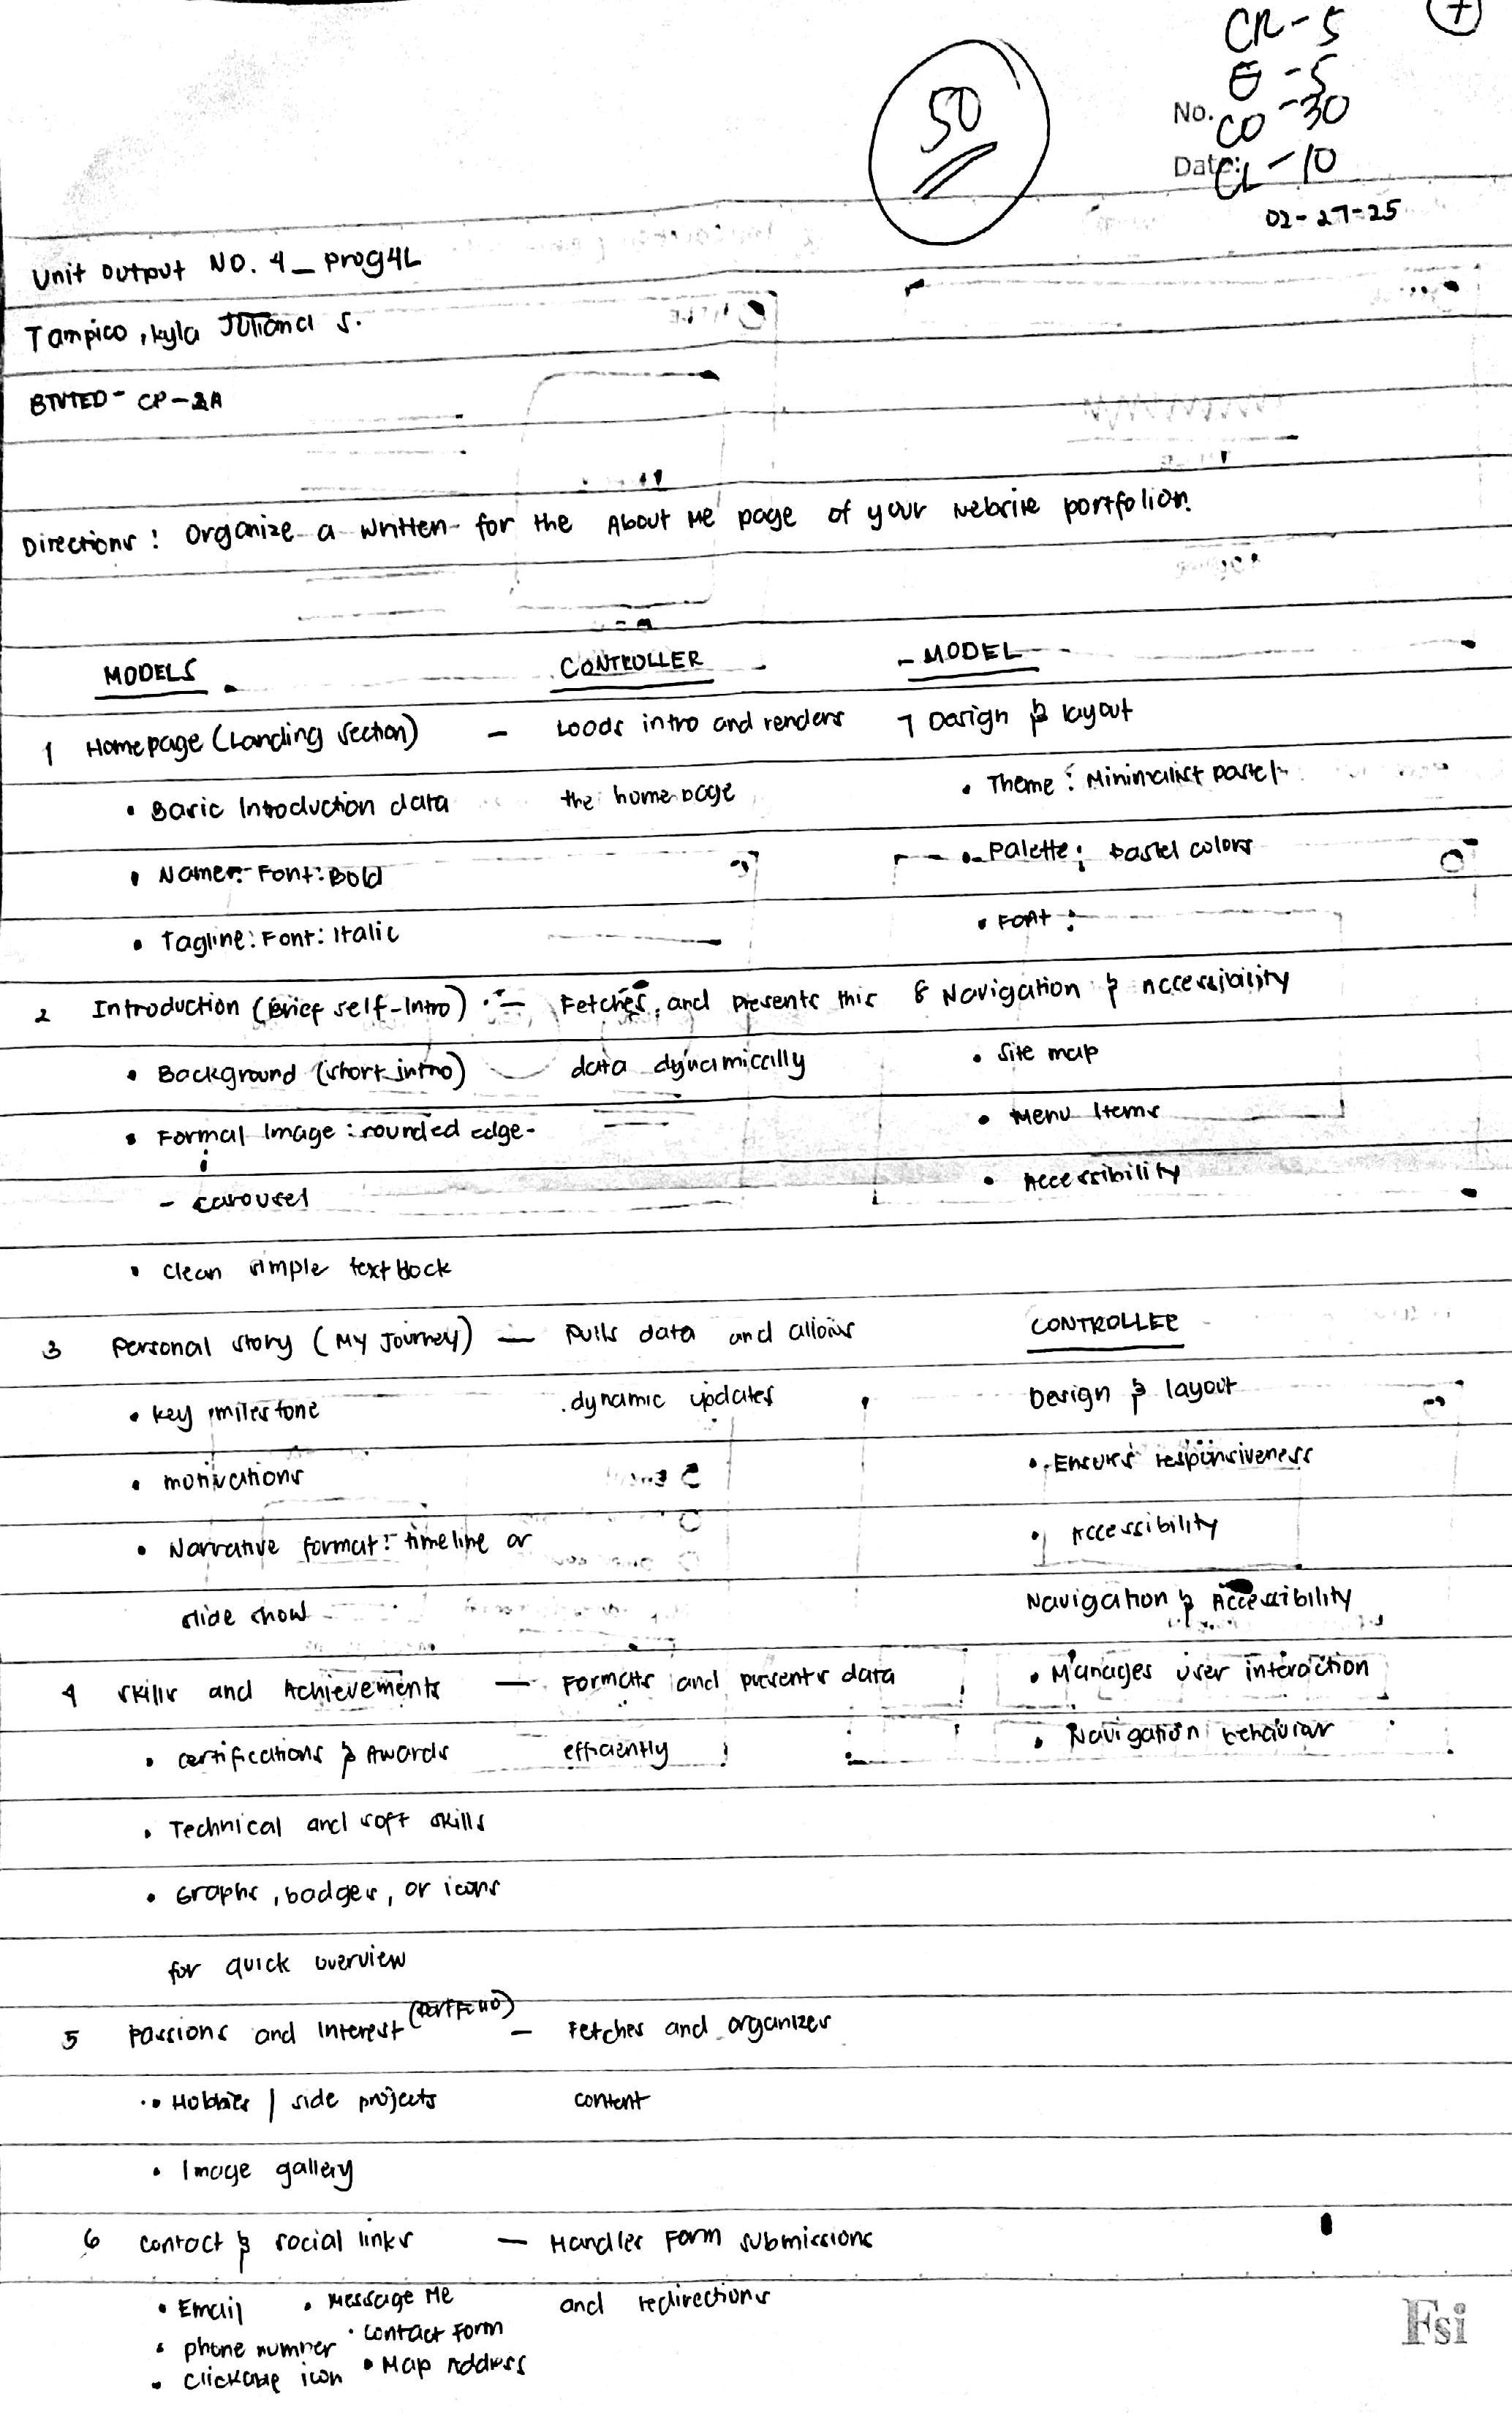 CR-5
E-5
50
No.
CO-30
Date:
CL-10
02-27-25
Unit Output NO. 4_ Prog4L
Tampico, Kyla Juliana S.
BTVTED- CP-2A
Directions: Organize a written for the About Me page of your website portfolion.
MODELS CONTROLLER MODEL
1 Homepage (Landing Section) - Loads intro and renders 7 Design & layout
• Basic Introduction data the homepage • Theme: Minimalist pastel
• Name: Font: Bold • Palette: pastel colors
• Tagline: Font: Italic • Font:
2 Introduction (Brief self-Intro) - Fetches and presents this 8 Navigation & Accessibility
• Background (short intro) data dynamically • Site map
• Formal Image: rounded edge • Menu Items
- carousel • Accessibility
• clean simple text block
3 Personal story (My Journey) - Pulls data and allows CONTROLLER
• key milestone dynamic updates Design & layout
• motivations • Ensures responsiveness
• Narrative format: timeline or • Accessibility
slide show Navigation & Accessibility
4 Skills and Achievements - Formats and presents data • Manages user interaction
• certifications & Awards efficiently • Navigation behavior
• Technical and soft skills
• Graphs, badges, or icons
for quick overview
5 Passions and Interest (PORTFOLIO) - Fetches and organizes
• Hobbies / side projects content
• Image gallery
6 contact & social links - Handles Form submissions
• Email • Message Me and redirections
• phone number • Contact Form
• Clickable icon • Map Address
Fsi